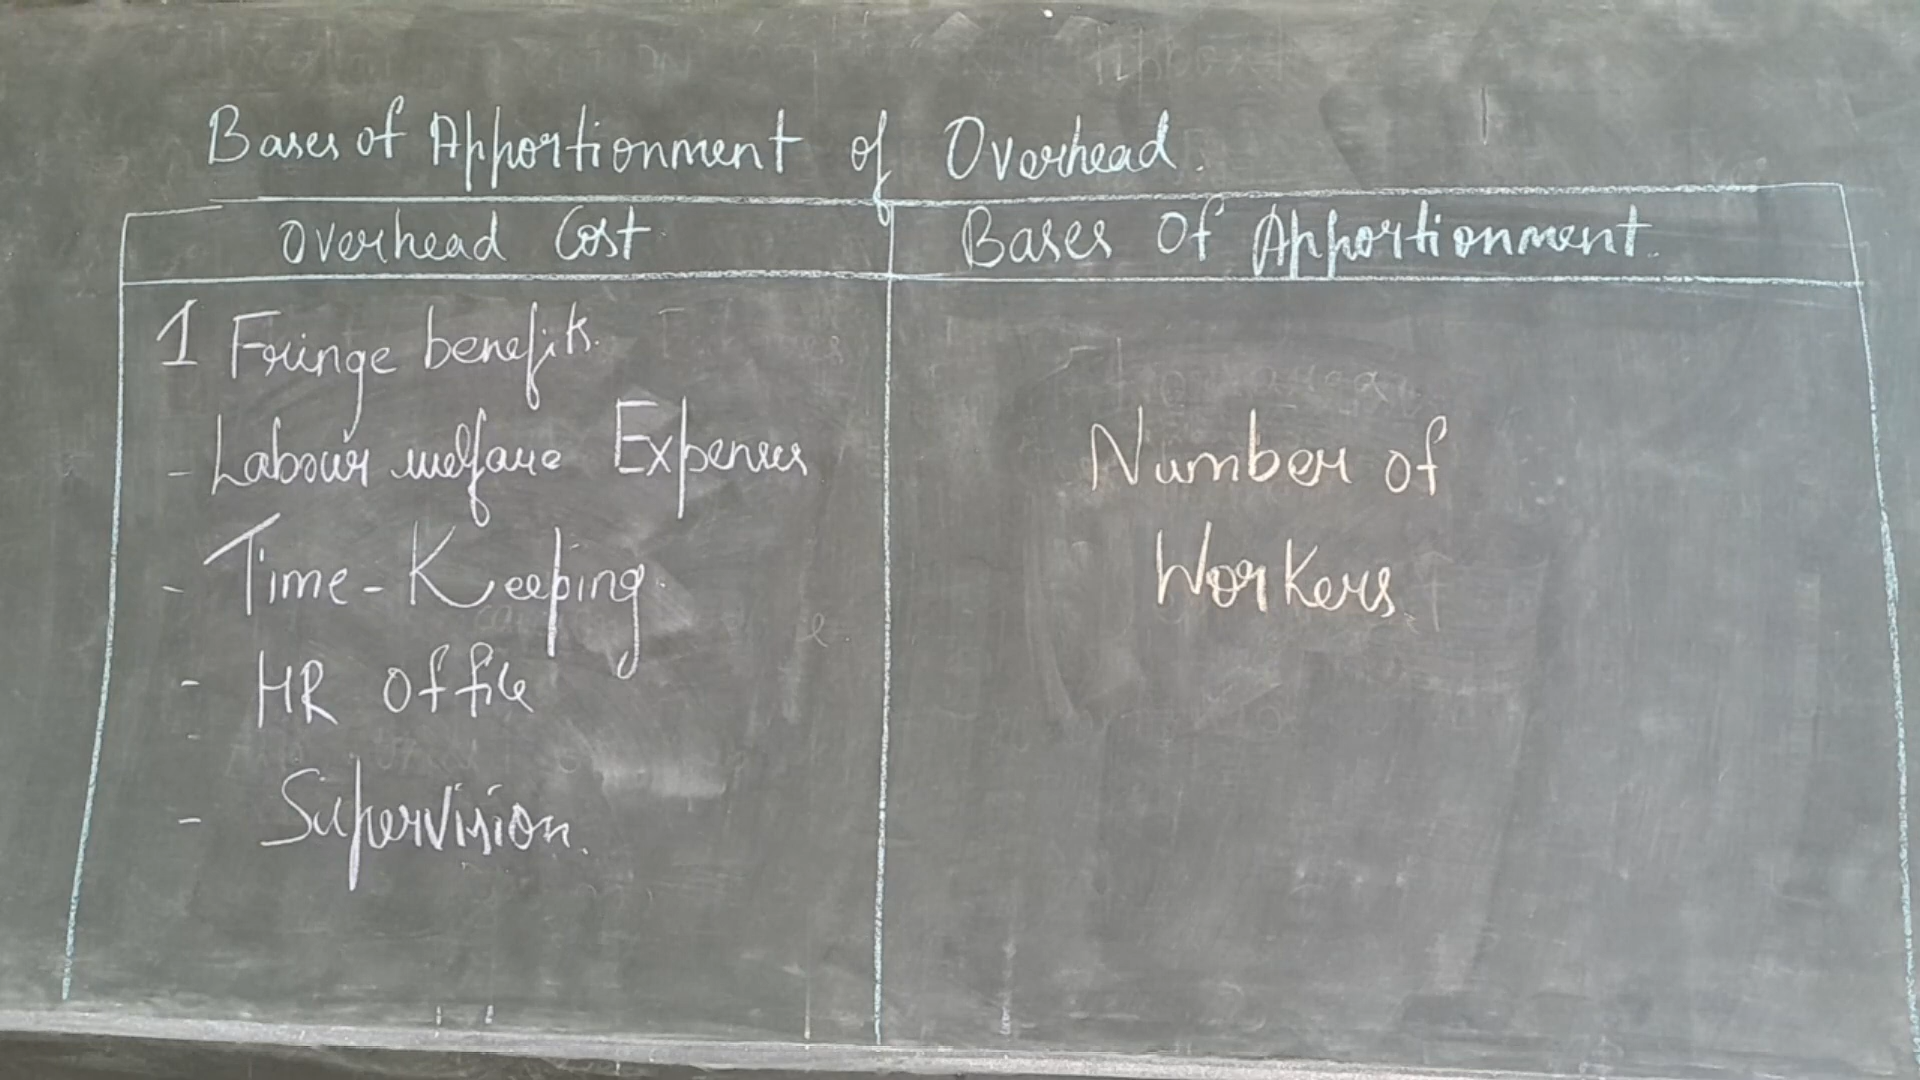 Bases of Apportionment of Overhead.
Overhead Cost
Bases Of Apportionment.
1 Fringe benefits.
- Labour welfare Expenses
- Time-Keeping.
- HR Office
- Supervision.
Number of
Workers.